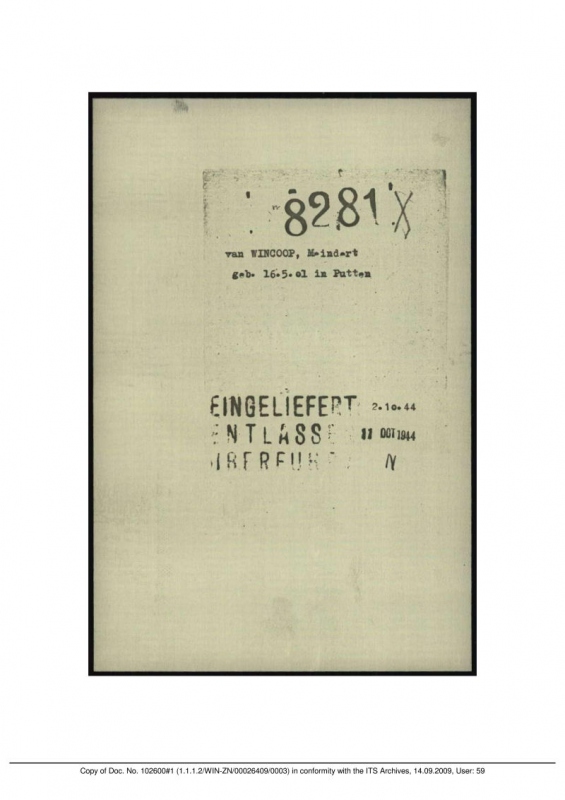 8281 X
van WINCOOP, Meindert
geb. 16.5.01 in Putten
EINGELIEFERT 2.10.44
ENTLASSE 11 OCT 1944
N
Copy of Doc. No. 102600#1 (1.1.1.2/WIN-ZN/00026409/0003) in conformity with the ITS Archives, 14.09.2009, User: 59